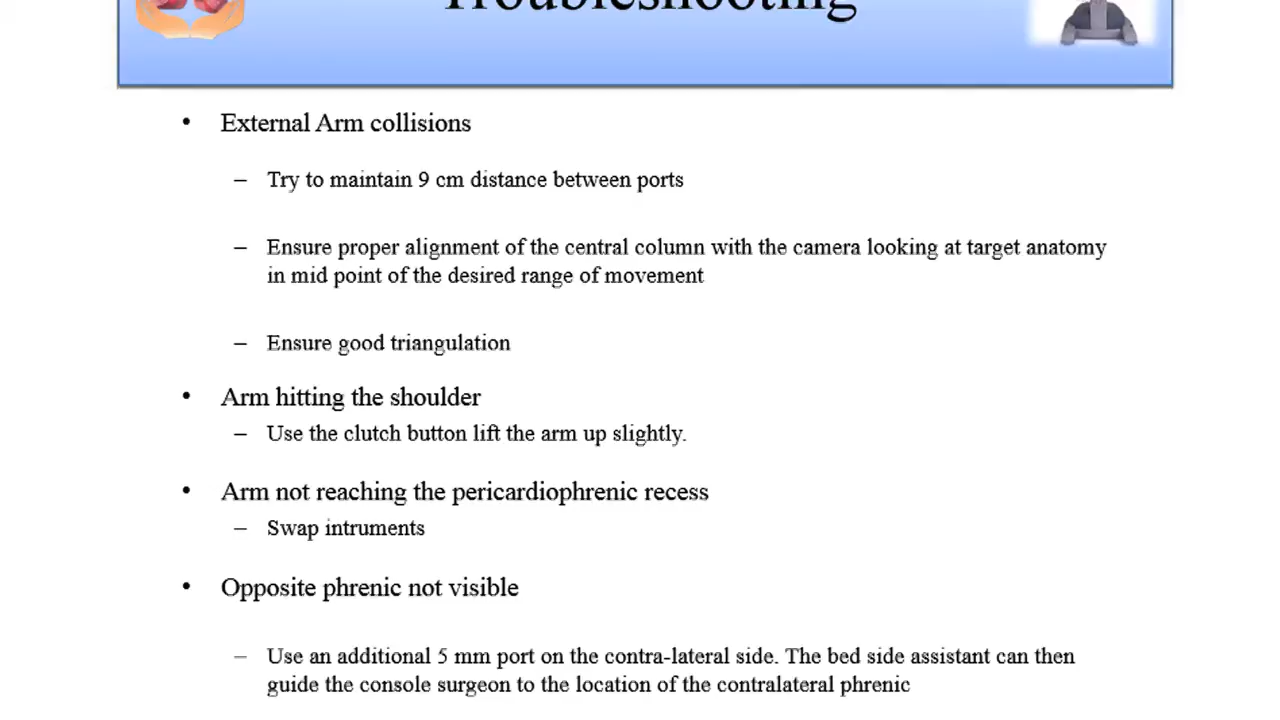 Troubleshooting
• External Arm collisions
– Try to maintain 9 cm distance between ports
– Ensure proper alignment of the central column with the camera looking at target anatomy
in mid point of the desired range of movement
– Ensure good triangulation
• Arm hitting the shoulder
– Use the clutch button lift the arm up slightly.
• Arm not reaching the pericardiophrenic recess
– Swap intruments
• Opposite phrenic not visible
– Use an additional 5 mm port on the contra-lateral side. The bed side assistant can then
guide the console surgeon to the location of the contralateral phrenic